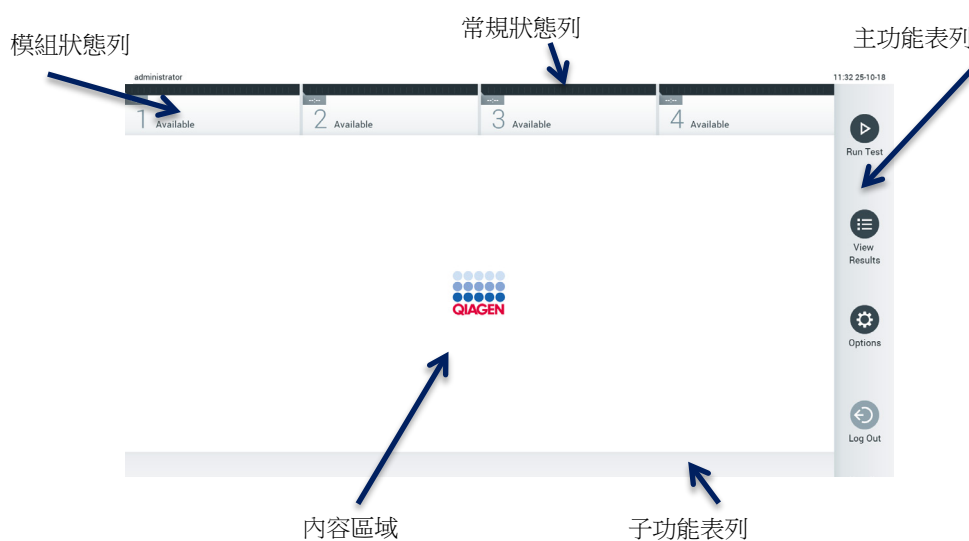 常規狀態列
模組狀態列
主功能表列
administrator
11:32 25-10-18
--:--
--:--
--:--
--:--
1 Available
2 Available
3 Available
4 Available
Run Test
View
Results
QIAGEN
Options
Log Out
內容區域
子功能表列